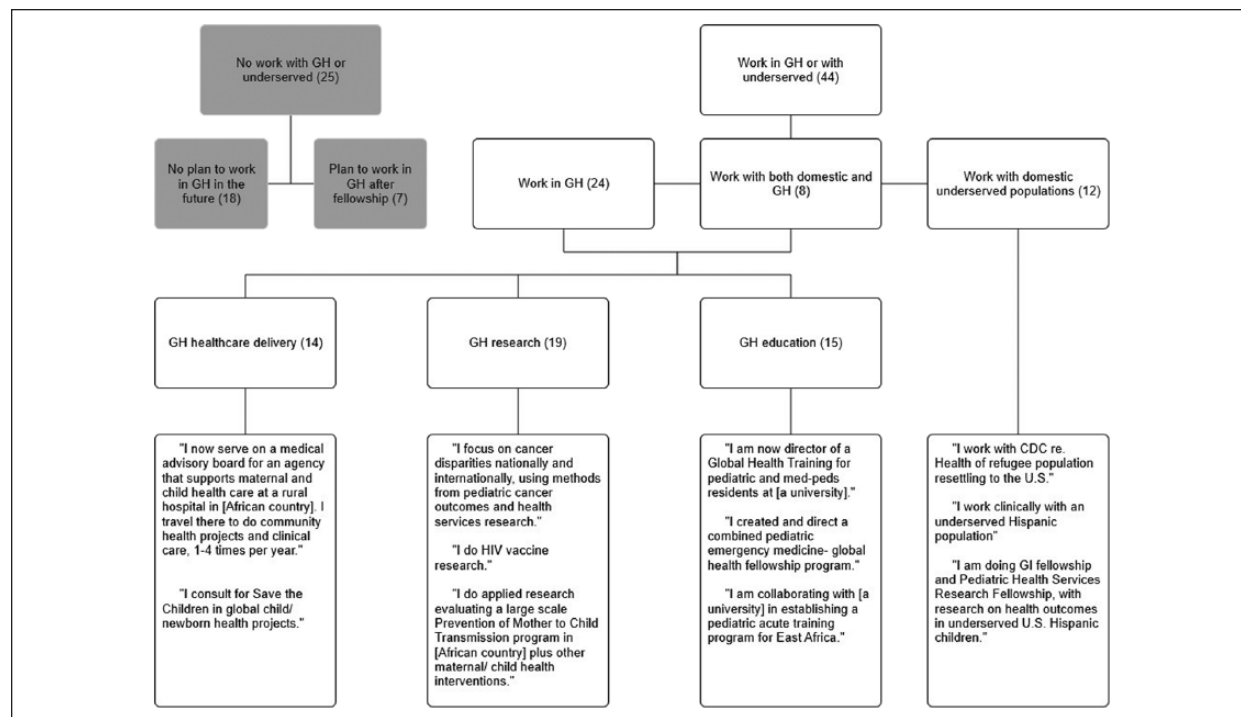 No work with GH or
underserved (25)
Work in GH or with
underserved (44)
No plan to work
in GH in the
future (18)
Plan to work in
GH after
fellowship (7)
Work in GH (24)
Work with both domestic and
GH (8)
Work with domestic
underserved populations (12)
GH healthcare delivery (14)
GH research (19)
GH education (15)
"I now serve on a medical
advisory board for an agency
that supports maternal and
child health care at a rural
hospital in [African country]. I
travel there to do community
health projects and clinical
care, 1-4 times per year."
"I consult for Save the
Children in global child/
newborn health projects."
"I focus on cancer
disparities nationally and
internationally, using methods
from pediatric cancer
outcomes and health
services research."
"I do HIV vaccine
research."
"I do applied research
evaluating a large scale
Prevention of Mother to Child
Transmission program in
[African country] plus other
maternal/ child health
interventions."
"I am now director of a
Global Health Training for
pediatric and med-peds
residents at [a university]."
"I created and direct a
combined pediatric
emergency medicine- global
health fellowship program."
"I am collaborating with [a
university] in establishing a
pediatric acute training
program for East Africa."
"I work with CDC re.
Health of refugee population
resettling to the U.S."
"I work clinically with an
underserved Hispanic
population"
"I am doing GI fellowship
and Pediatric Health Services
Research Fellowship, with
research on health outcomes
in underserved U.S. Hispanic
children."